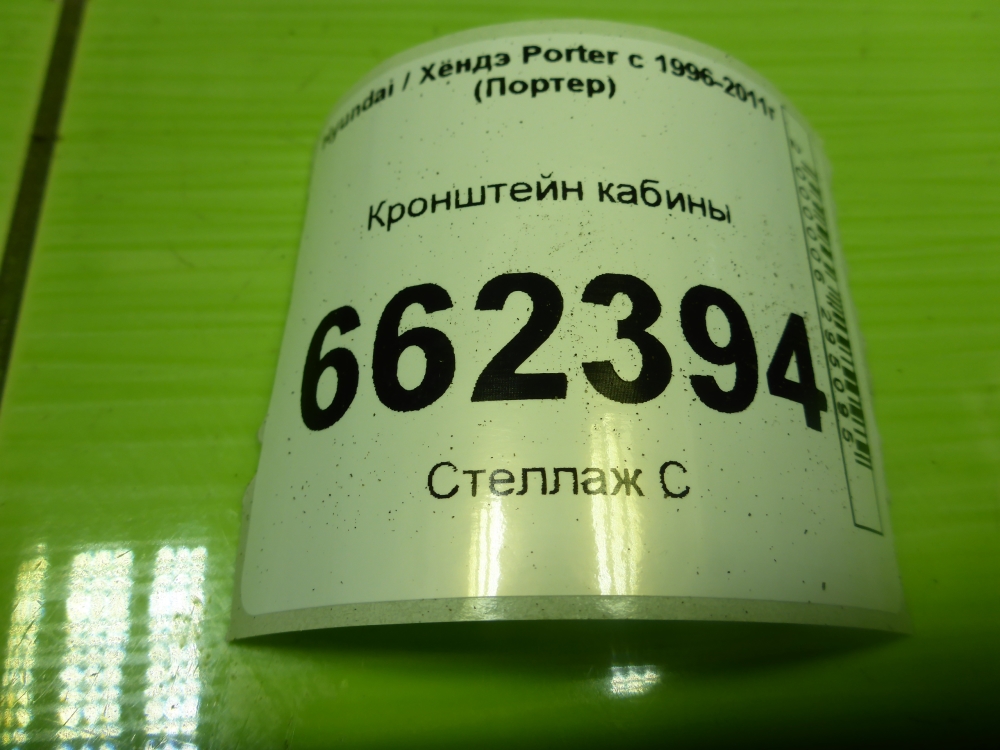 Hyundai / Хёндэ Porter с 1996-2011г
(Портер)
Кронштейн кабины
662394
Стеллаж С